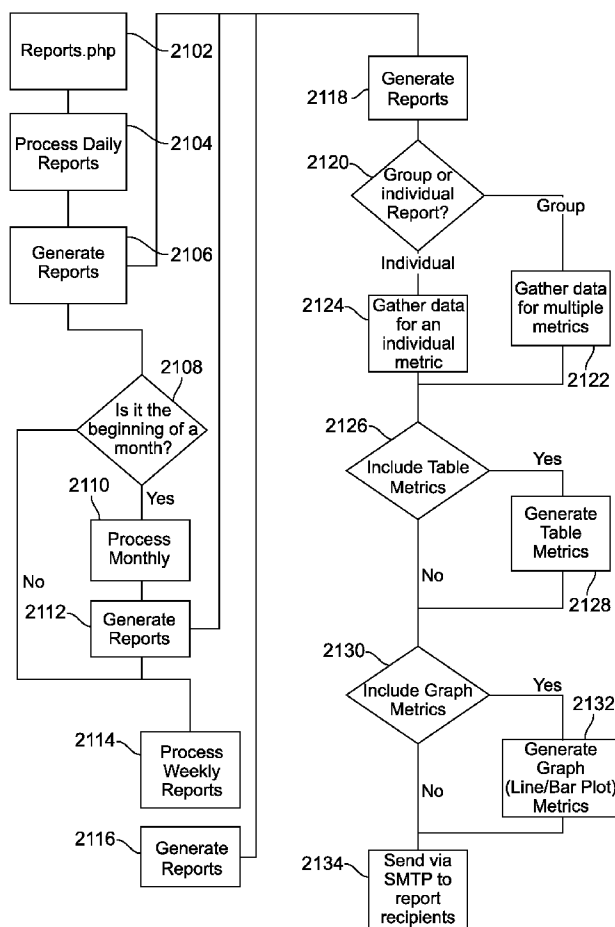 Reports.php
2102
Process Daily
Reports
2104
Generate
Reports
2106
2108
Is it the
beginning of a
month?
Yes
No
2110
Process
Monthly
2112
Generate
Reports
2114
Process
Weekly
Reports
2116
Generate
Reports
2118
Generate
Reports
2120
Group or
individual
Report?
Group
Individual
2124
Gather data
for an
individual
metric
Gather data
for multiple
metrics
2122
2126
Include Table
Metrics
Yes
No
Generate
Table
Metrics
2128
2130
Include Graph
Metrics
Yes
No
2132
Generate
Graph
(Line/Bar Plot)
Metrics
2134
Send via
SMTP to
report
recipients